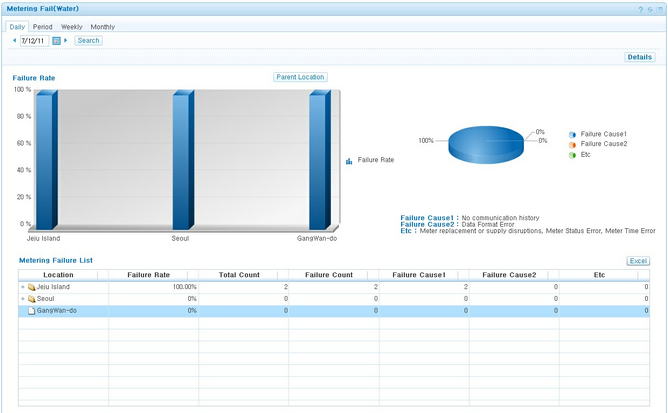 Metering Fail(Water)
Daily Period Weekly Monthly
7/12/11 Search
Details
Failure Rate Parent Location
100 %
80 %
60 %
40 %
20 %
0 %
Jeju Island Seoul GangWan-do
Failure Rate
100% 0%
0%
Failure Cause1
Failure Cause2
Etc
Failure Cause1 : No communication history
Failure Cause2 : Data Format Error
Etc : Meter replacement or supply disruptions, Meter Status Error, Meter Time Error
Metering Failure List Excel
Location Failure Rate Total Count Failure Count Failure Cause1 Failure Cause2 Etc
Jeju Island 100.00% 2 2 2 0 0
Seoul 0% 0 0 0 0 0
GangWan-do 0% 0 0 0 0 0